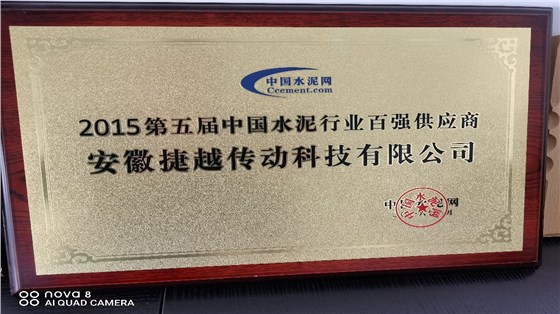 中国水泥网
Ccement.com
2015第五届中国水泥行业百强供应商
安徽捷越传动科技有限公司
中国水泥网
nova 8
AI QUAD CAMERA